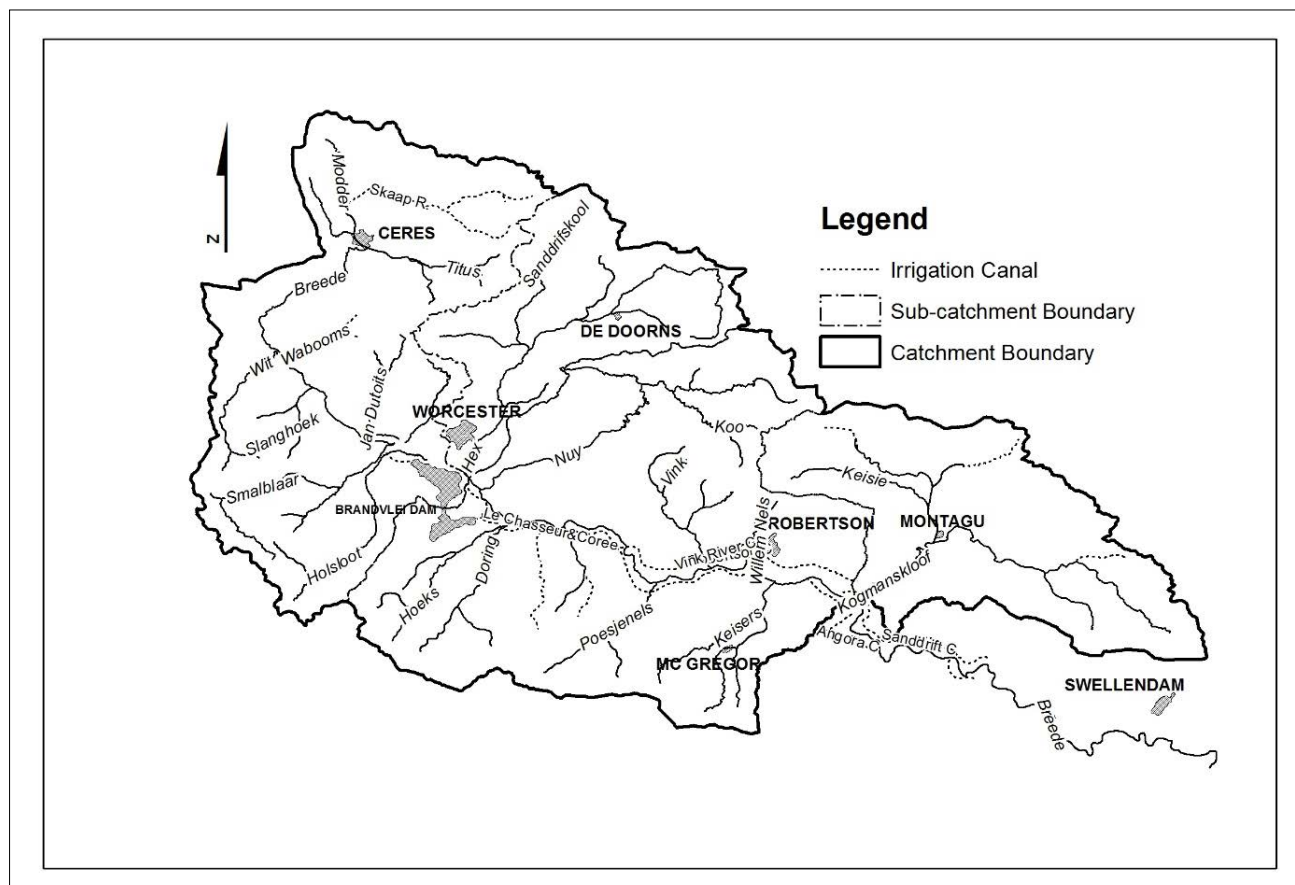 Modder
Skaap R.
CERES
Sanddrifskool
Titus
Breede
N
Legend
Irrigation Canal
Sub-catchment Boundary
Catchment Boundary
DE DOORNS
Wit
Wabooms
Jan Dutoits
WORCESTER
Slanghoek
Hex
Nuy
Koo
Vink
Keisie
Smalblaar
BRANDVLEI DAM
Le Chasseur&Coree
Willem Nels
ROBERTSON
MONTAGU
Vink River C.
Holsloot
Doring
Hoeks
Kogmanskloof
Poesjenels
Keisers
Angora C.
Sanddrift C.
MC GREGOR
SWELLENDAM
Breede